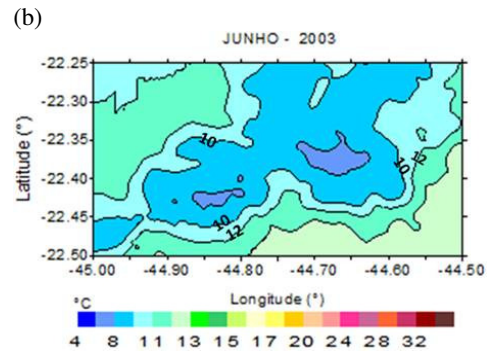 (b)
JUNHO - 2003
-22.25
-22.30
-22.35
-22.40
-22.45
-22.50
Latitude (°)
10
10
12
10
12
-45.00 -44.90 -44.80 -44.70 -44.60 -44.50
Longitude (°)
°C
4 8 11 13 15 17 20 24 28 32